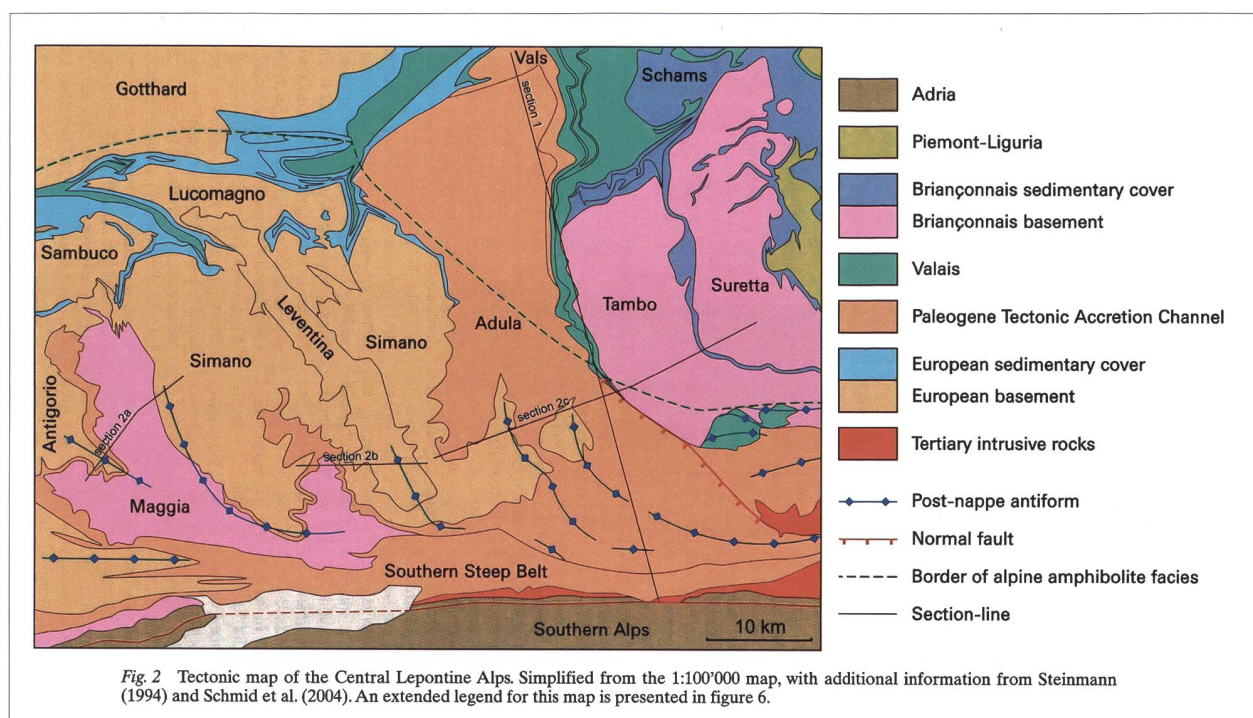 Gotthard
Vals
Schams
section 1
Lucomagno
Sambuco
Leventina
Simano
Simano
Adula
Tambo
Suretta
Antigorio
section 2a
section 2b
section 2c
Maggia
Southern Steep Belt
Southern Alps
10 km
Adria
Piemont-Liguria
Briançonnais sedimentary cover
Briançonnais basement
Valais
Paleogene Tectonic Accretion Channel
European sedimentary cover
European basement
Tertiary intrusive rocks
Post-nappe antiform
Normal fault
Border of alpine amphibolite facies
Section-line
Fig. 2 Tectonic map of the Central Lepontine Alps. Simplified from the 1:100’000 map, with additional information from Steinmann
(1994) and Schmid et al. (2004). An extended legend for this map is presented in figure 6.